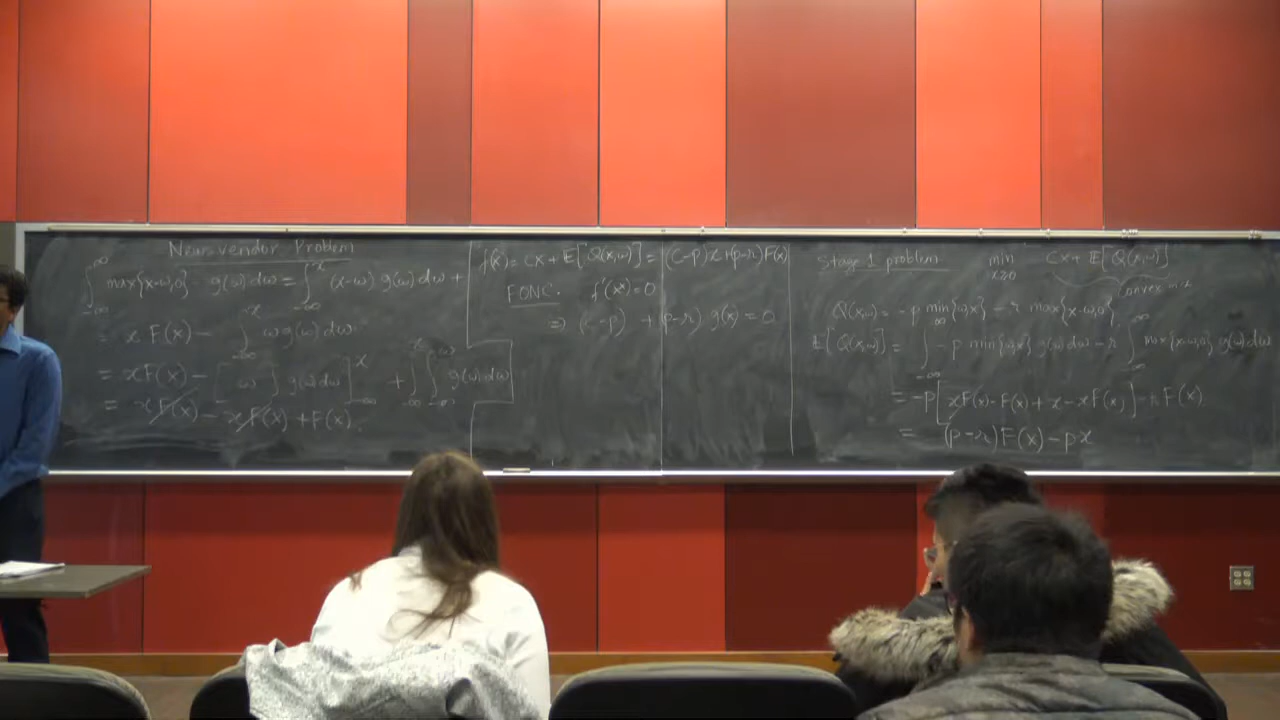 Newsvendor Problem
∫_{-∞}^{∞} max{x-ω,0} - g(ω) dω = ∫_{-∞}^{x} (x-ω) g(ω) dω +
= x F(x) - ∫_{-∞}^{x} ω g(ω) dω
= xF(x) - [ω ∫ g(ω) dω]_{-∞}^{x} + ∫_{-∞}^{x} ∫_{-∞}^{ω} g(ω) dω
= xF(x) - xF(x) + F(x).
f(x) = cx + E[Q(x,ω)] = (c-p)x + (p-r)F(x)
FONC. f'(x*) = 0
⇒ (c-p) + (p-r) g(x) = 0
Stage 1 problem min_{x≥0} cx + E[Q(x,ω)]
convex in x
Q(x,ω) = -p min{ω,x} - r max{x-ω,0}
E[Q(x,ω)] = ∫_{-∞}^{∞} -p min{ω,x} g(ω) dω - r ∫_{-∞}^{∞} max{x-ω,0} g(ω) dω
= -p[xF(x) - F(x) + x - xF(x)] - r F(x)
= (p-r)F(x) - px